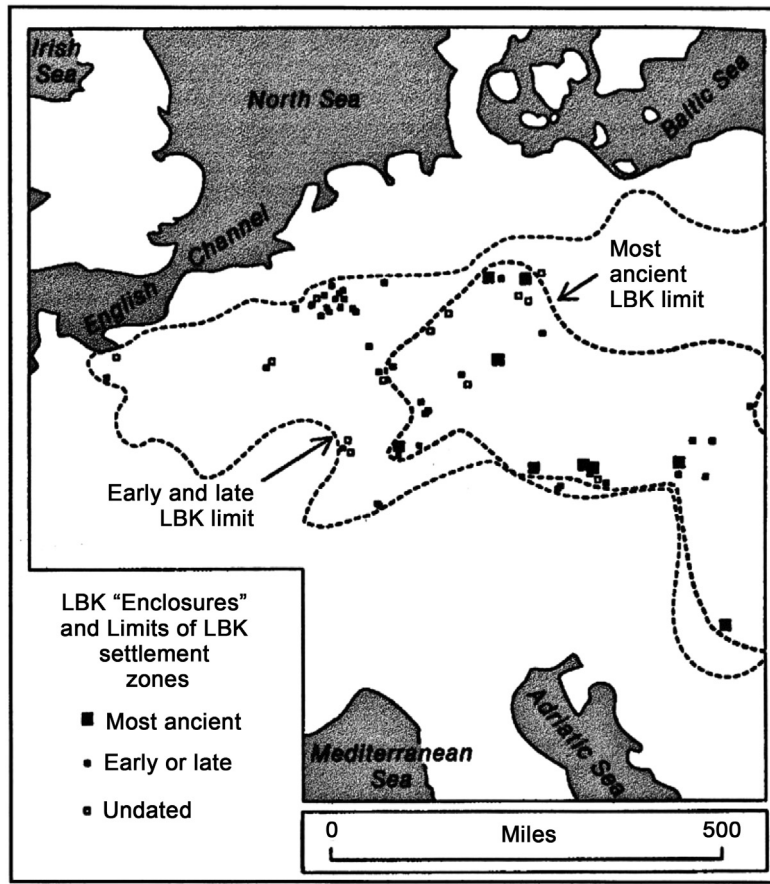 Irish
Sea
North Sea
Baltic Sea
English Channel
Most
ancient
LBK limit
Early and late
LBK limit
LBK “Enclosures”
and Limits of LBK
settlement
zones
Most ancient
Early or late
Undated
Mediterranean
Sea
Adriatic Sea
0 Miles 500